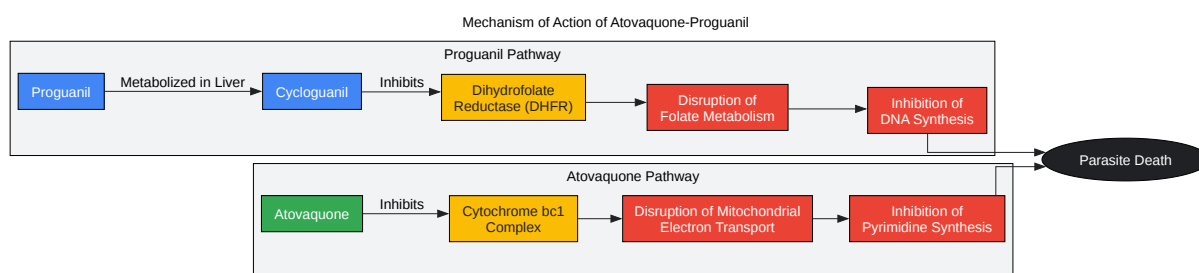 Mechanism of Action of Atovaquone-Proguanil
Proguanil Pathway
Proguanil
Metabolized in Liver
Cycloguanil
Inhibits
Dihydrofolate
Reductase (DHFR)
Disruption of
Folate Metabolism
Inhibition of
DNA Synthesis
Parasite Death
Atovaquone Pathway
Atovaquone
Inhibits
Cytochrome bc1
Complex
Disruption of Mitochondrial
Electron Transport
Inhibition of
Pyrimidine Synthesis